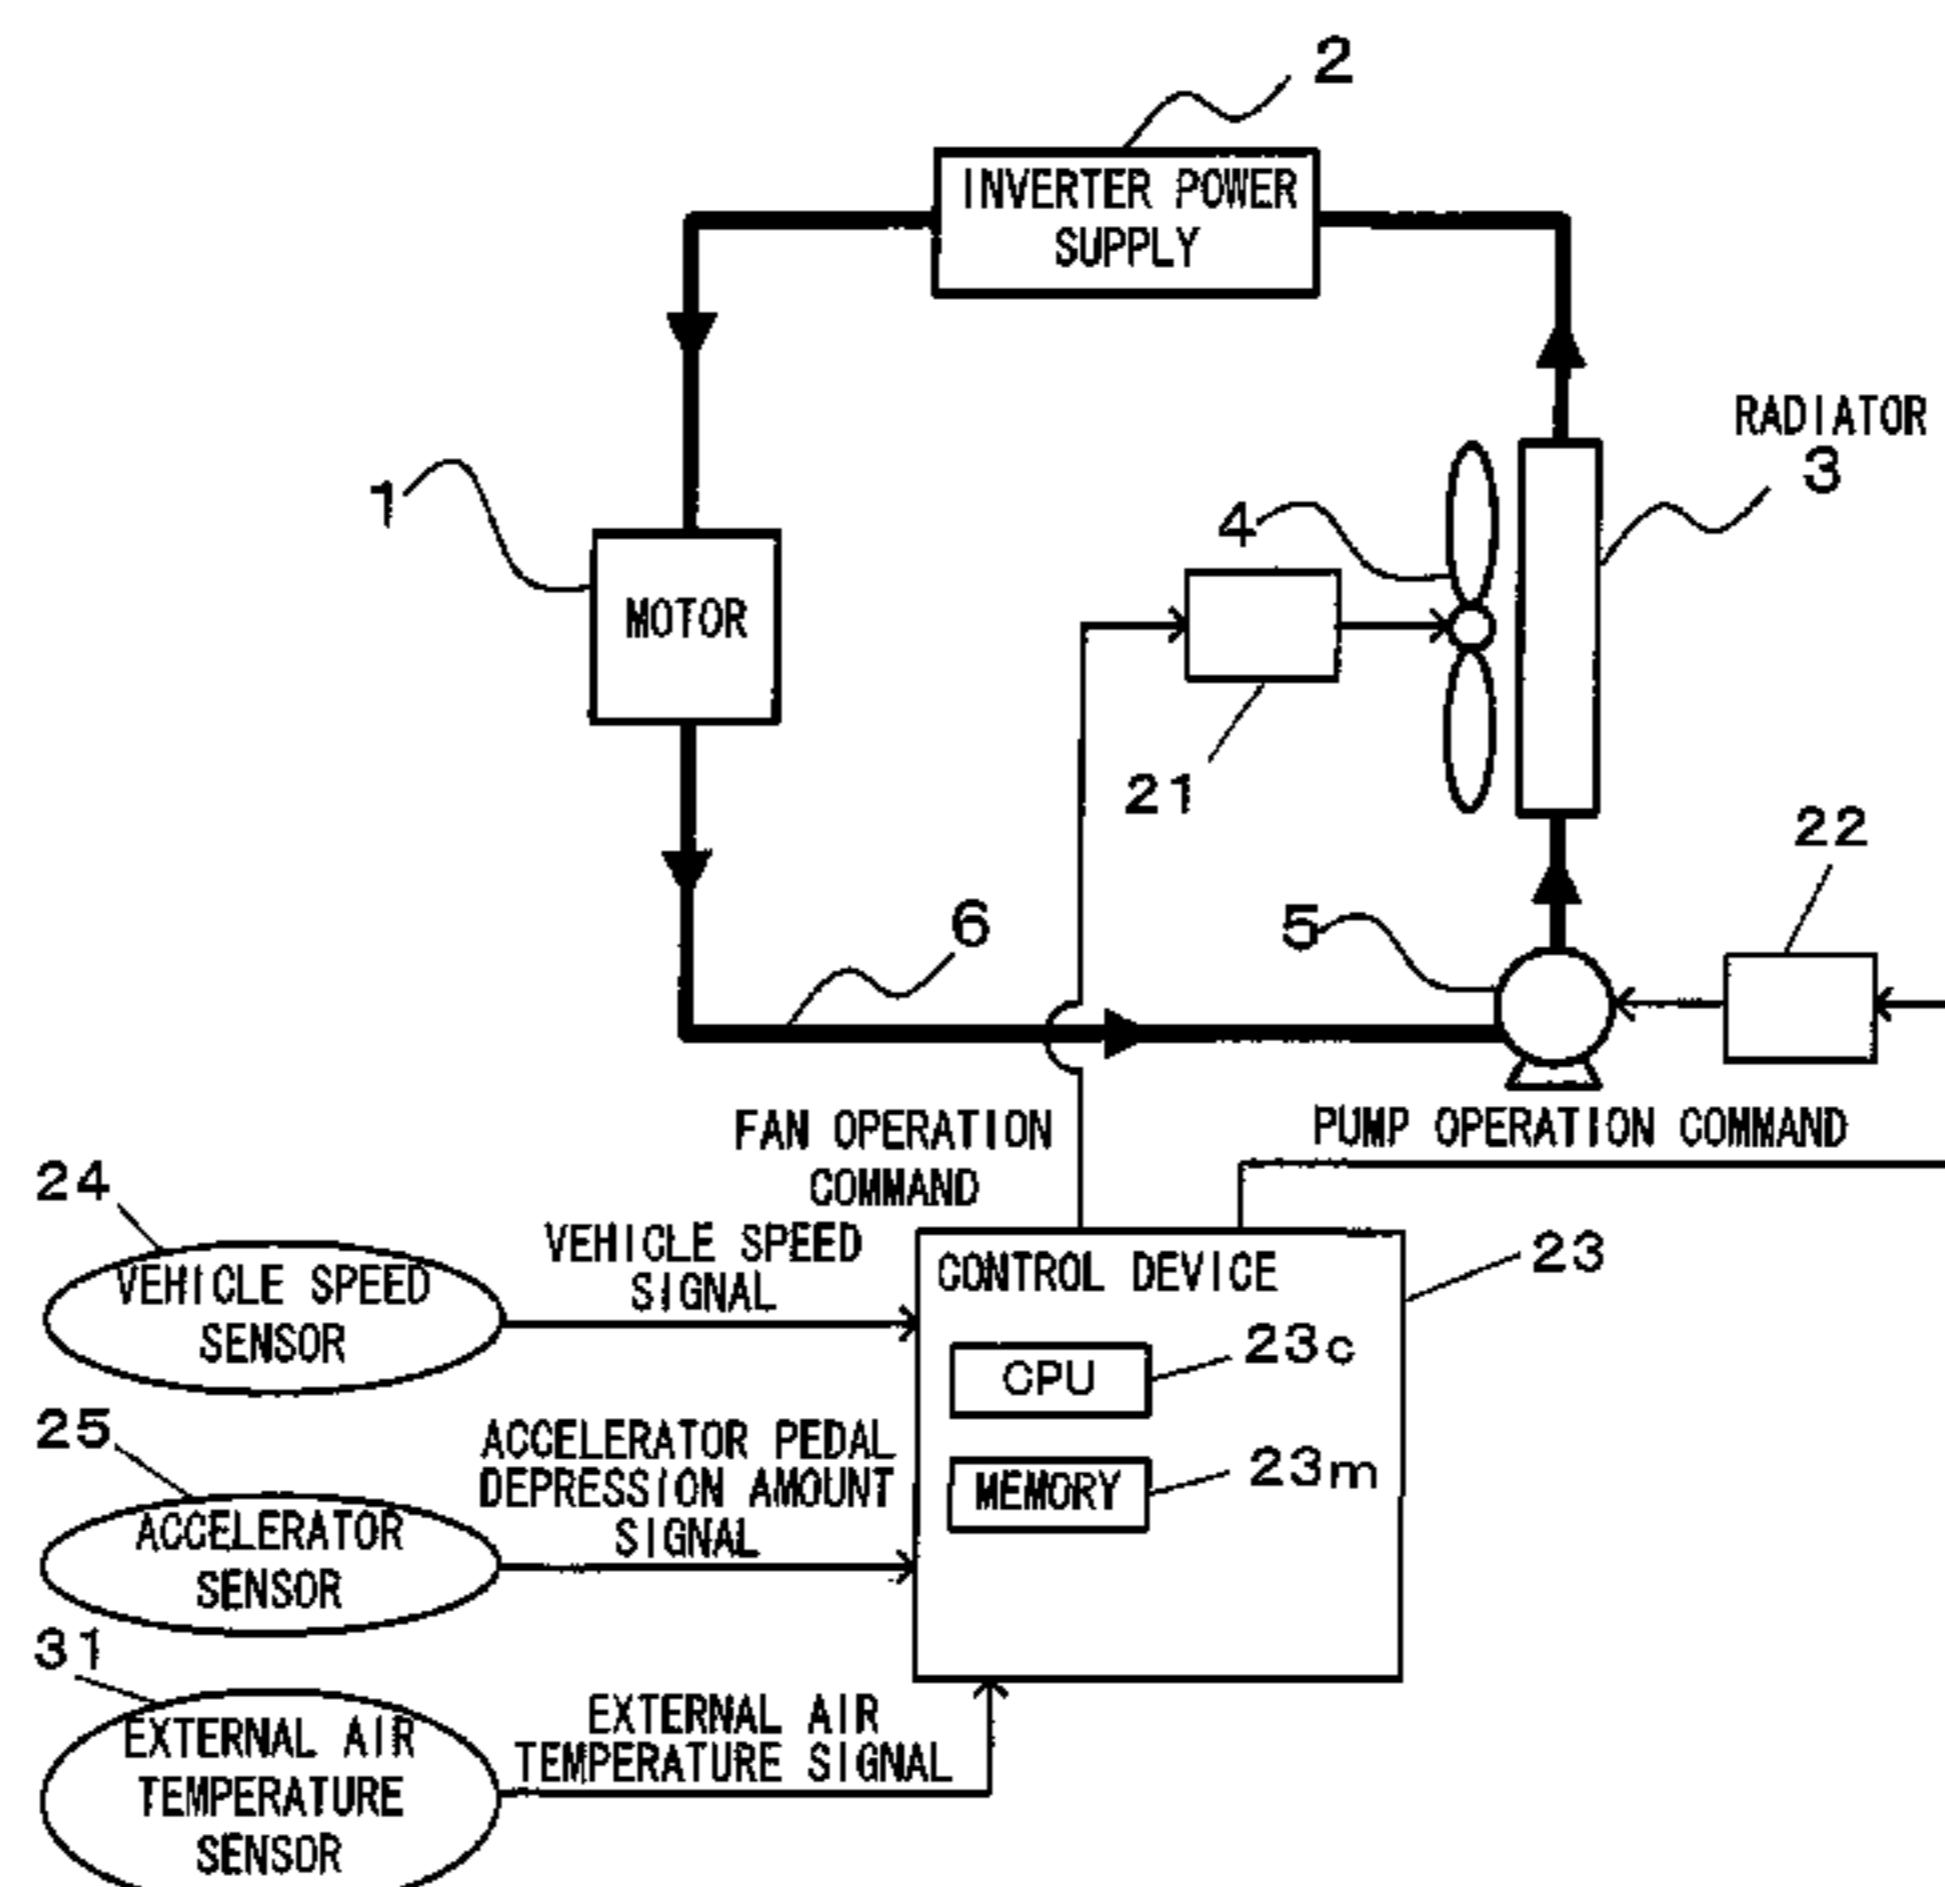 2
INVERTER POWER
SUPPLY
RADIATOR
3
1
4
MOTOR
21
22
6
5
FAN OPERATION
COMMAND
PUMP OPERATION COMMAND
24
VEHICLE SPEED
SENSOR
VEHICLE SPEED
SIGNAL
CONTROL DEVICE
23
CPU
23c
MEMORY
23m
25
ACCELERATOR
SENSOR
ACCELERATOR PEDAL
DEPRESSION AMOUNT
SIGNAL
31
EXTERNAL AIR
TEMPERATURE
SENSOR
EXTERNAL AIR
TEMPERATURE SIGNAL